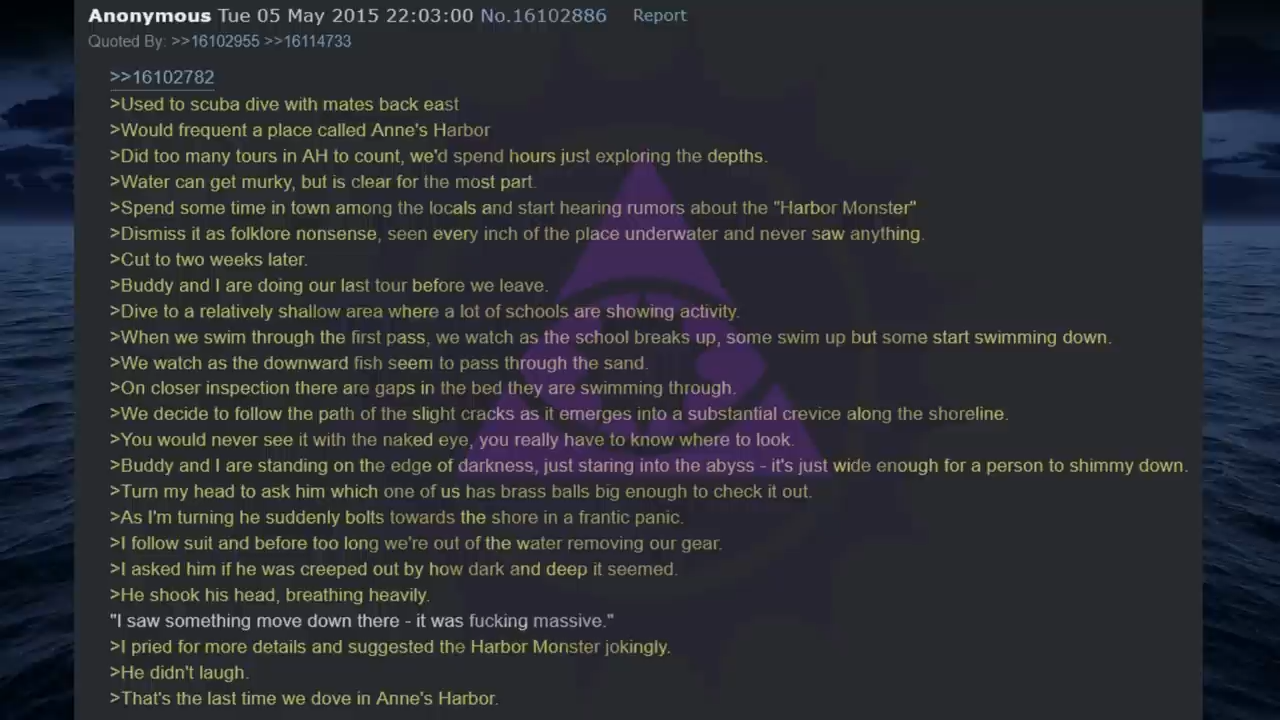 Anonymous Tue 05 May 2015 22:03:00 No.16102886 Report
Quoted By: >>16102955 >>16114733
>>16102782
>Used to scuba dive with mates back east
>Would frequent a place called Anne's Harbor
>Did too many tours in AH to count, we'd spend hours just exploring the depths.
>Water can get murky, but is clear for the most part.
>Spend some time in town among the locals and start hearing rumors about the "Harbor Monster"
>Dismiss it as folklore nonsense, seen every inch of the place underwater and never saw anything.
>Cut to two weeks later.
>Buddy and I are doing our last tour before we leave.
>Dive to a relatively shallow area where a lot of schools are showing activity.
>When we swim through the first pass, we watch as the school breaks up, some swim up but some start swimming down.
>We watch as the downward fish seem to pass through the sand.
>On closer inspection there are gaps in the bed they are swimming through.
>We decide to follow the path of the slight cracks as it emerges into a substantial crevice along the shoreline.
>You would never see it with the naked eye, you really have to know where to look.
>Buddy and I are standing on the edge of darkness, just staring into the abyss - it's just wide enough for a person to shimmy down.
>Turn my head to ask him which one of us has brass balls big enough to check it out.
>As I'm turning he suddenly bolts towards the shore in a frantic panic.
>I follow suit and before too long we're out of the water removing our gear.
>I asked him if he was creeped out by how dark and deep it seemed.
>He shook his head, breathing heavily.
"I saw something move down there - it was fucking massive."
>I pried for more details and suggested the Harbor Monster jokingly.
>He didn't laugh.
>That's the last time we dove in Anne's Harbor.